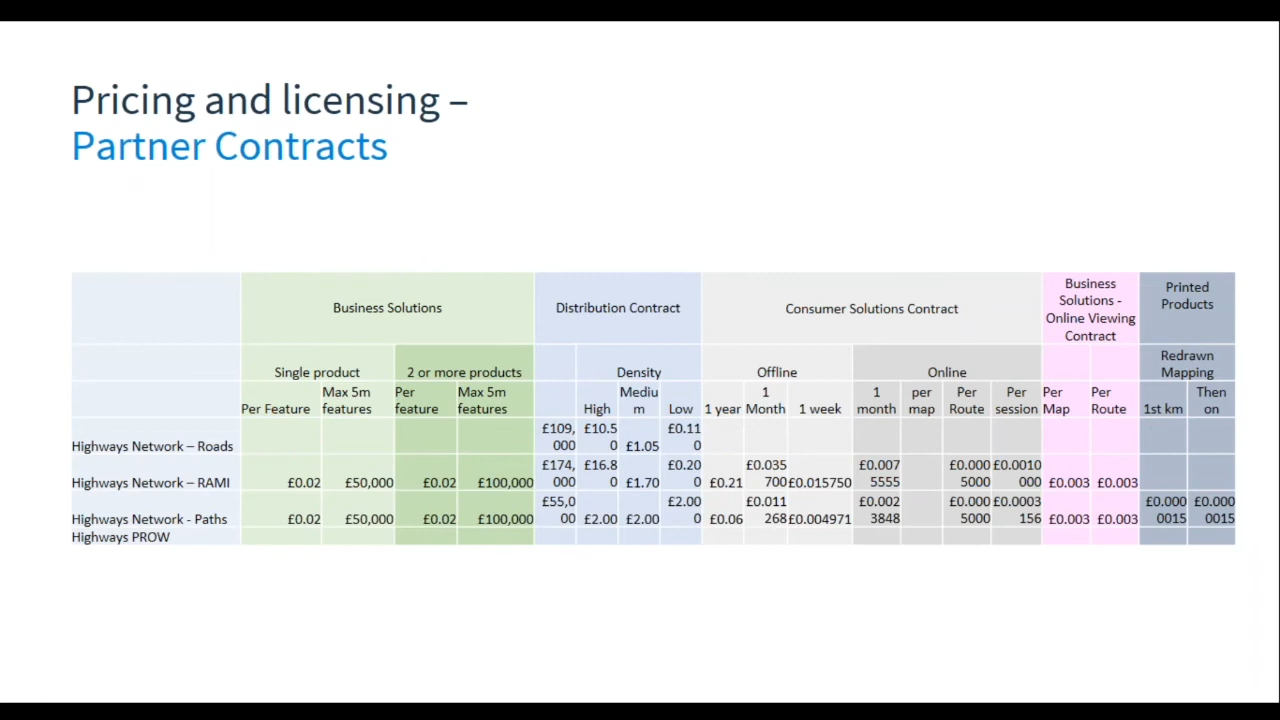 Pricing and licensing –
Partner Contracts
Business Solutions Distribution Contract Consumer Solutions Contract Business Solutions - Online Viewing Contract Printed Products
Single product 2 or more products Density Offline Online Redrawn Mapping
Per Feature Max 5m features Per feature Max 5m features High Medium Low 1 year 1 Month 1 week 1 month per map Per Route Per session Per Map Per Route 1st km Then on
Highways Network – Roads £109,000 £10.50 £1.05 £0.110
Highways Network – RAMI £0.02 £50,000 £0.02 £100,000 £174,000 £16.80 £1.70 £0.200 £0.21 £0.035700 £0.015750 £0.0075555 £0.0005000 £0.0010000 £0.003 £0.003
Highways Network - Paths £0.02 £50,000 £0.02 £100,000 £55,000 £2.00 £2.00 £2.000 £0.06 £0.011268 £0.004971 £0.0023848 £0.0005000 £0.0003156 £0.003 £0.003 £0.0000015 £0.0000015
Highways PROW